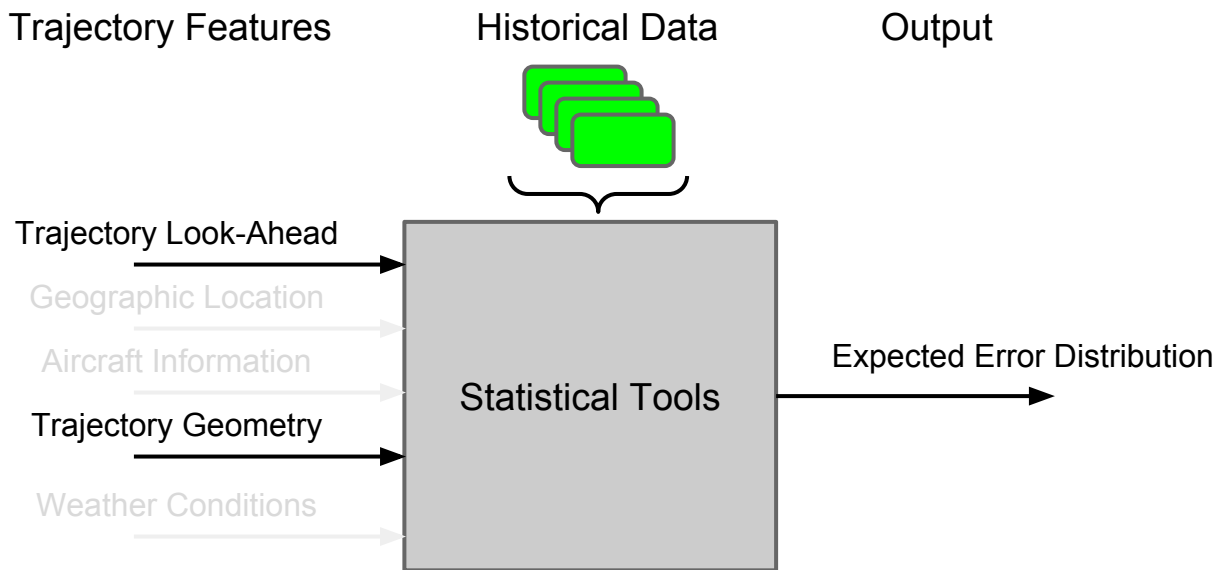 Trajectory Features
Historical Data
Output
Trajectory Look-Ahead
Geographic Location
Aircraft Information
Trajectory Geometry
Weather Conditions
Statistical Tools
Expected Error Distribution